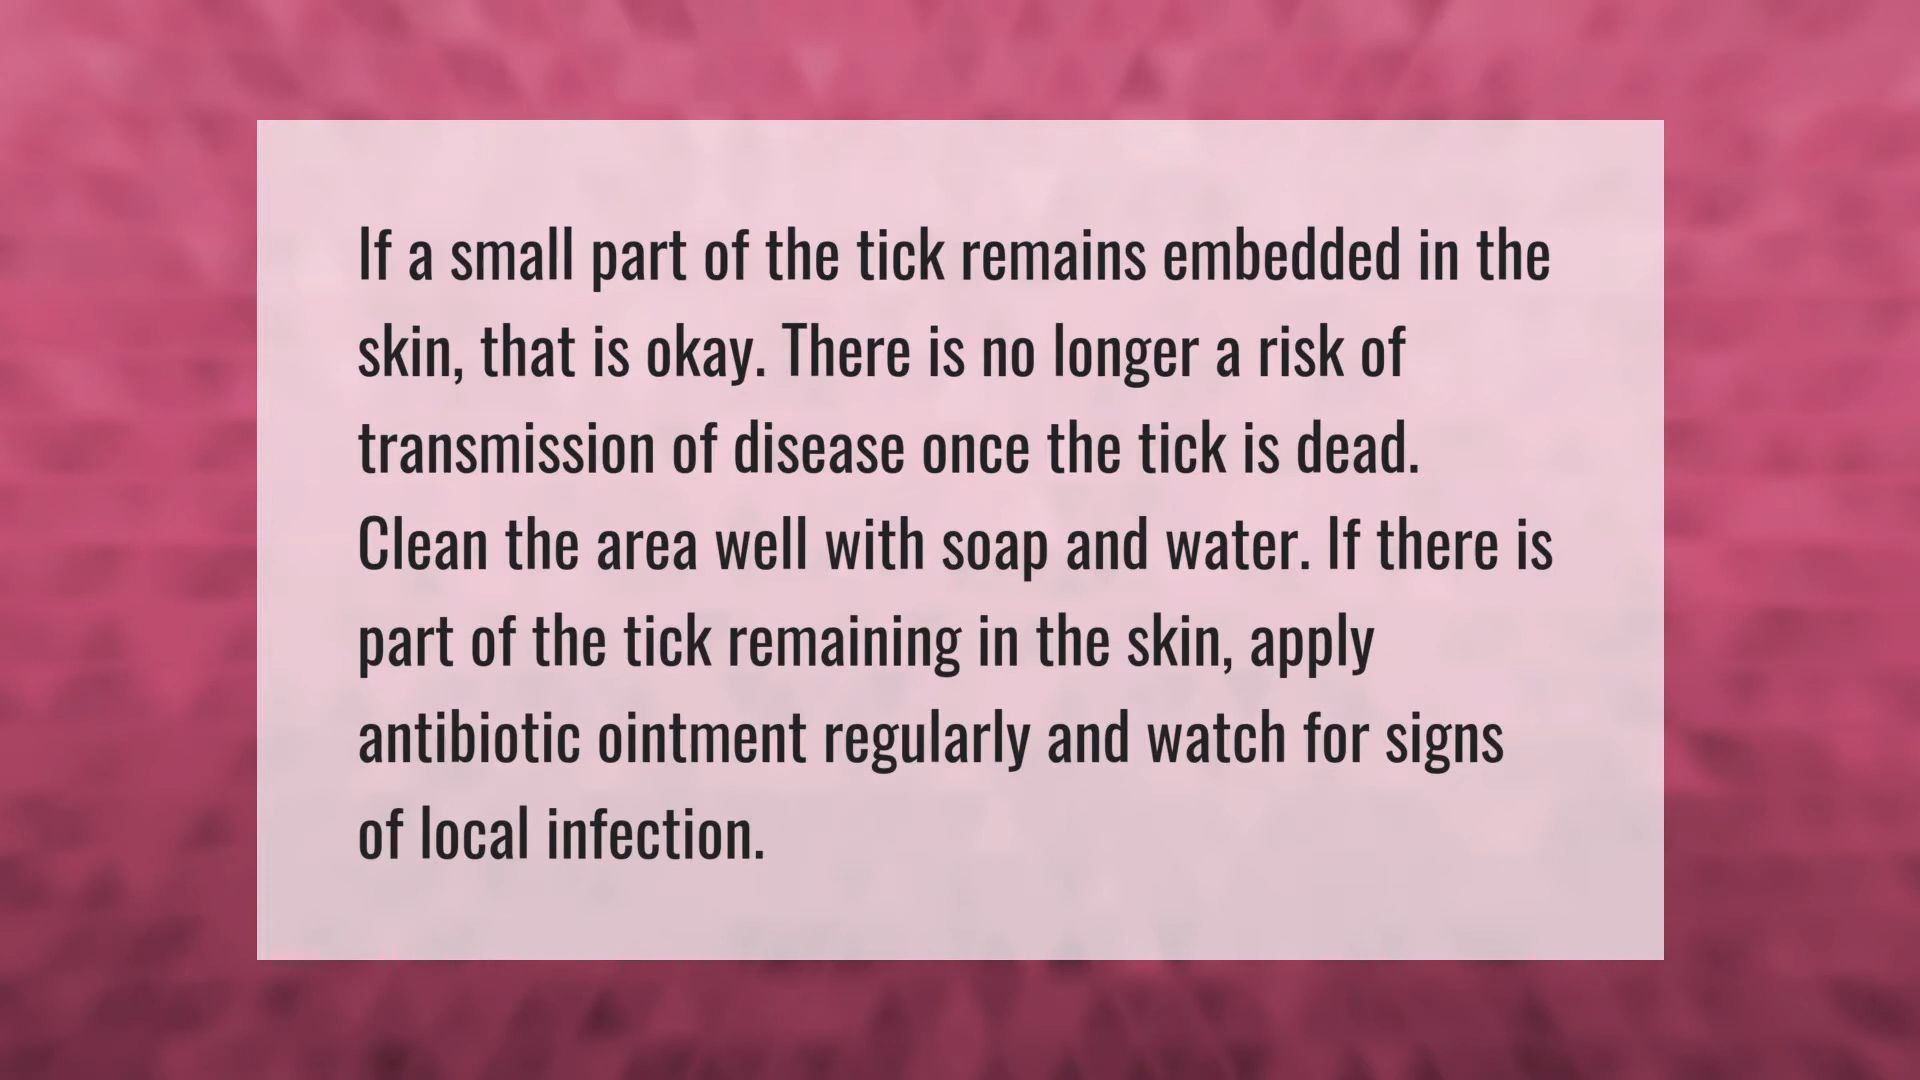 If a small part of the tick remains embedded in the
skin, that is okay. There is no longer a risk of
transmission of disease once the tick is dead.
Clean the area well with soap and water. If there is
part of the tick remaining in the skin, apply
antibiotic ointment regularly and watch for signs
of local infection.